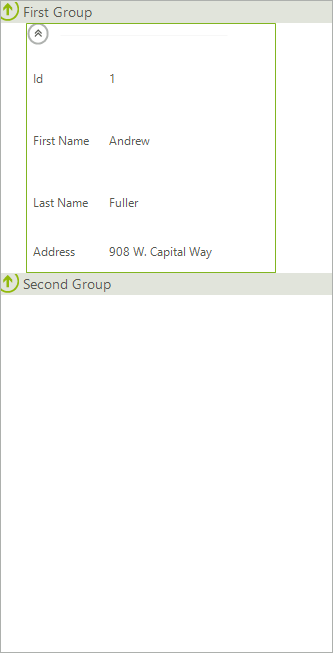 First Group
Id 1
First Name Andrew
Last Name Fuller
Address 908 W. Capital Way
Second Group